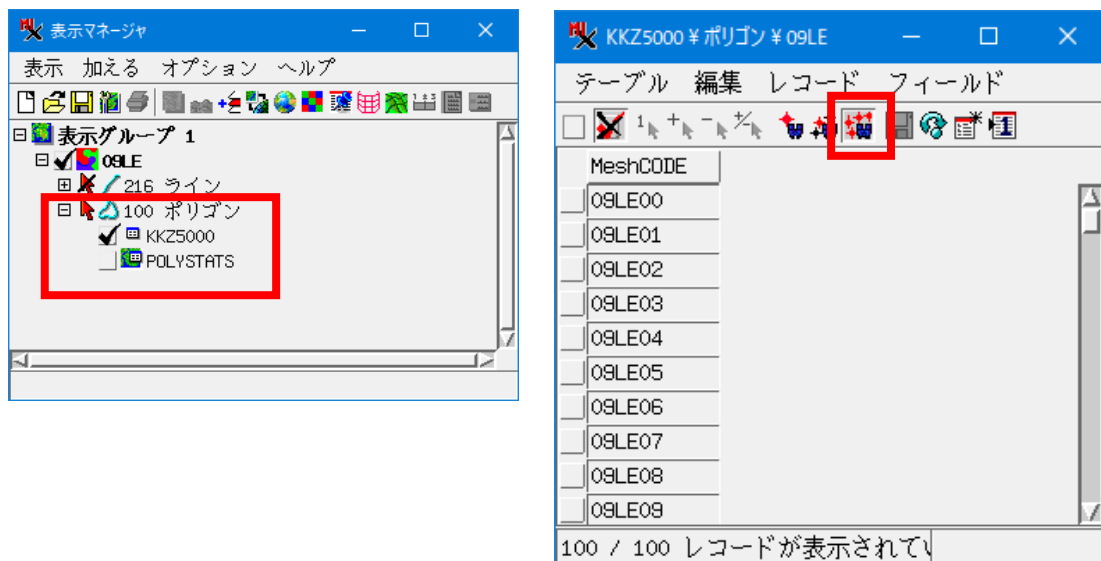 表示マネージャ
表示 加える オプション ヘルプ
表示グループ 1
09LE
216 ライン
100 ポリゴン
KKZ5000
POLYSTATS
KKZ5000 ¥ ポリゴン ¥ 09LE
テーブル 編集 レコード フィールド
MeshCODE
09LE00
09LE01
09LE02
09LE03
09LE04
09LE05
09LE06
09LE07
09LE08
09LE09
100 / 100 レコードが表示されてい